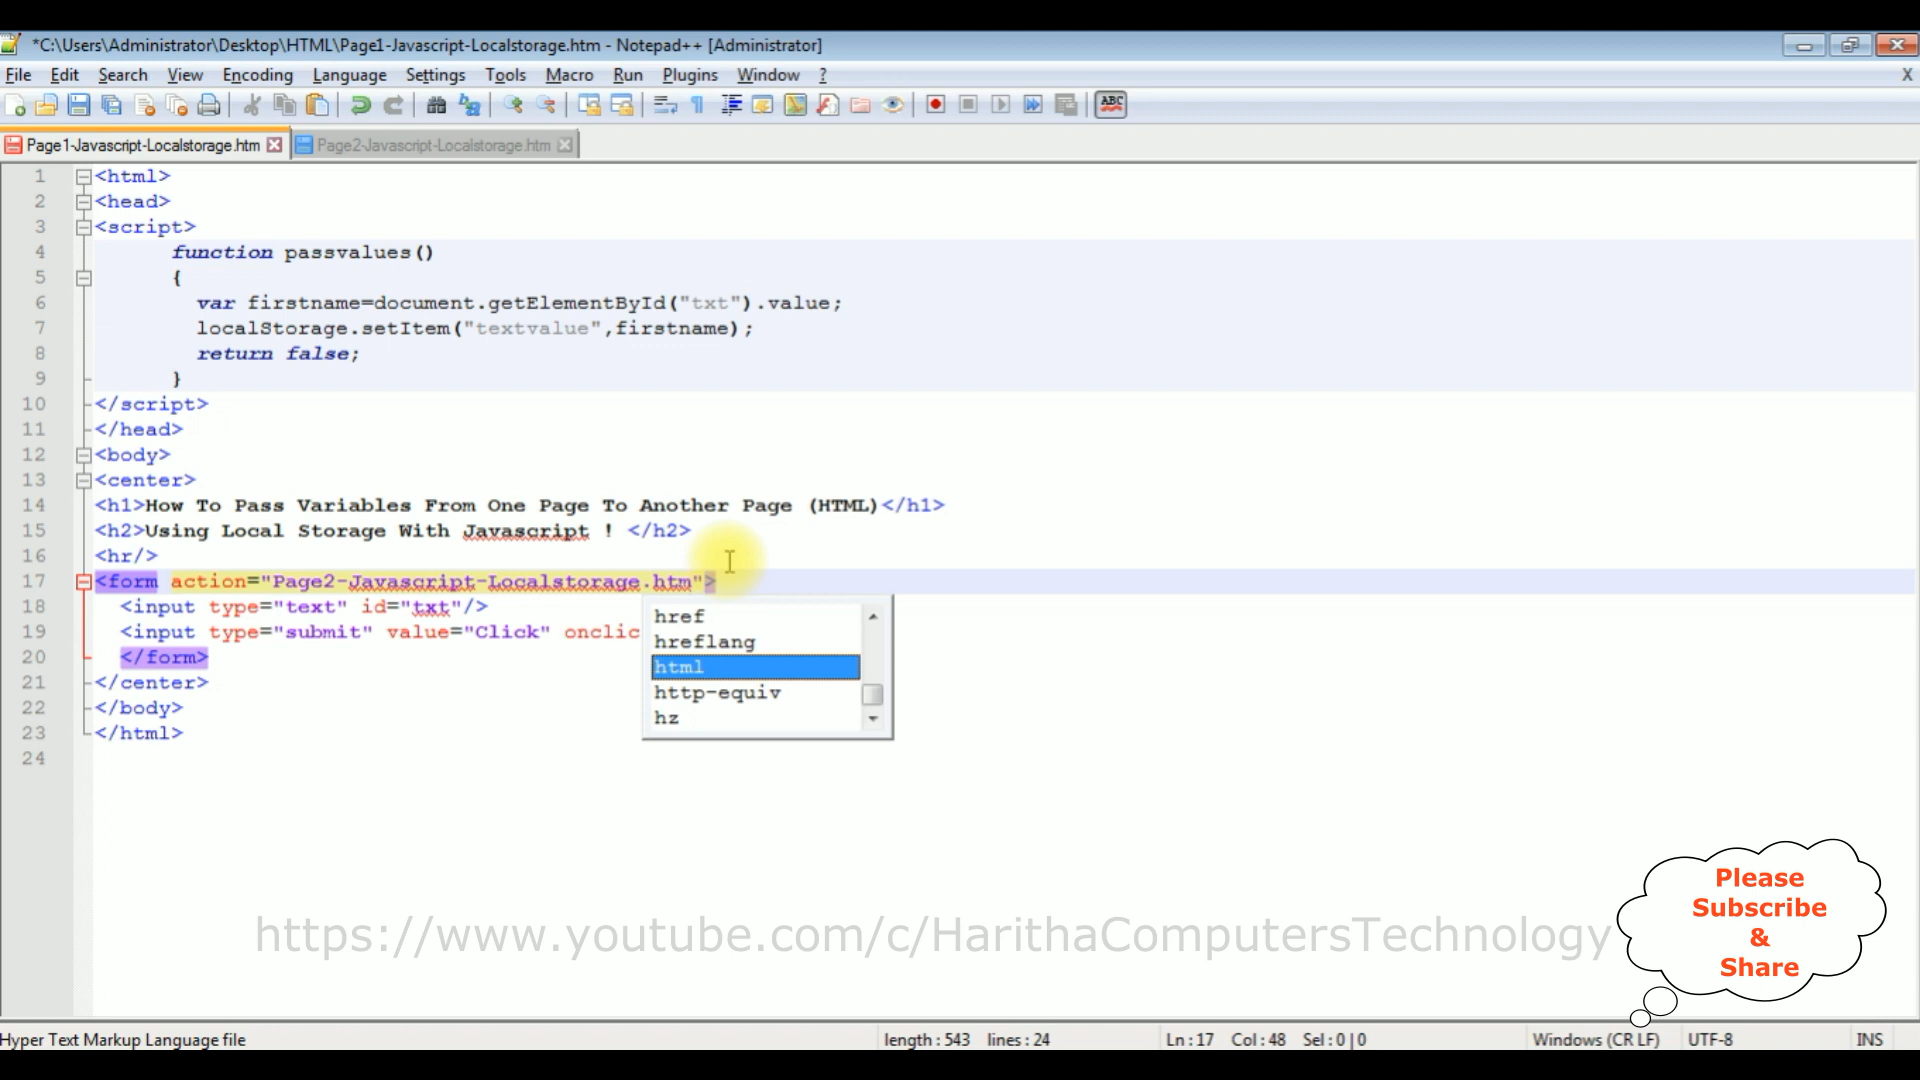 *C:\Users\Administrator\Desktop\HTML\Page1-Javascript-Localstorage.htm - Notepad++ [Administrator]
File Edit Search View Encoding Language Settings Tools Macro Run Plugins Window ? X
ABC
Page1-Javascript-Localstorage.htm Page2-Javascript-Localstorage.htm
1 <html>
2 <head>
3 <script>
4 function passvalues()
5 {
6 var firstname=document.getElementById("txt").value;
7 localStorage.setItem("textvalue",firstname);
8 return false;
9 }
10 </script>
11 </head>
12 <body>
13 <center>
14 <h1>How To Pass Variables From One Page To Another Page (HTML)</h1>
15 <h2>Using Local Storage With Javascript ! </h2>
16 <hr/>
17 <form action="Page2-Javascript-Localstorage.htm">
18 <input type="text" id="txt"/>
19 <input type="submit" value="Click" onclic
20 </form>
21 </center>
22 </body>
23 </html>
24
href
hreflang
html
http-equiv
hz
Please
Subscribe
&
Share
https://www.youtube.com/c/HarithaComputersTechnology
Hyper Text Markup Language file length : 543 lines : 24 Ln : 17 Col : 48 Sel : 0 | 0 Windows (CR LF) UTF-8 INS